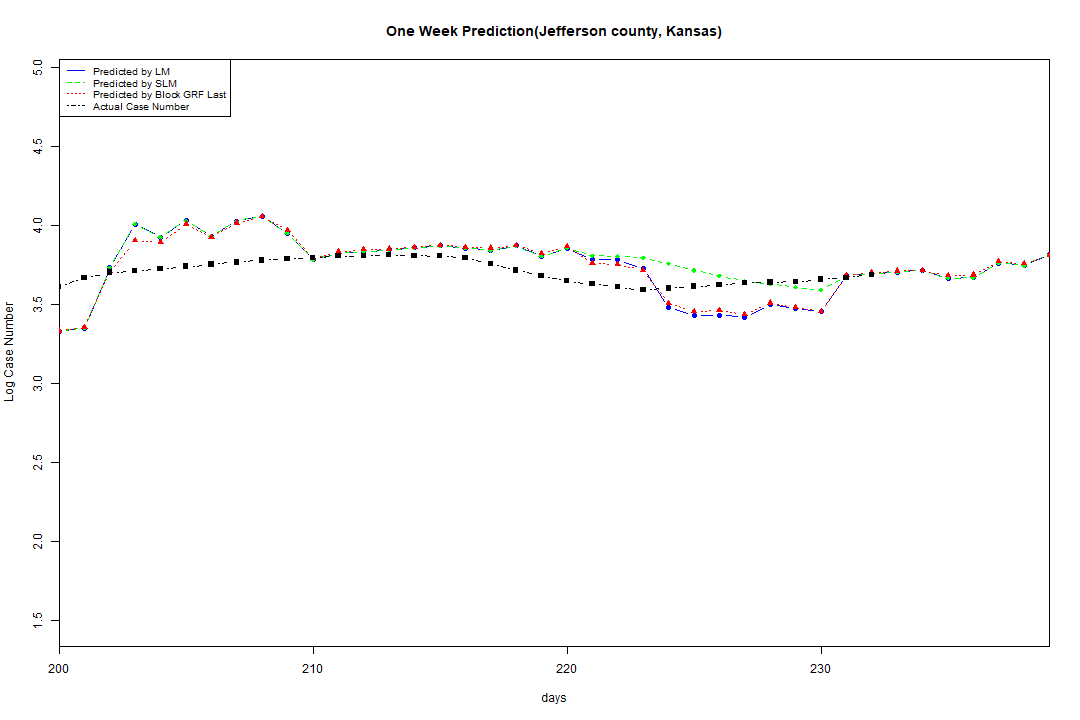 One Week Prediction(Jefferson county, Kansas)
Predicted by LM
Predicted by SLM
Predicted by Block GRF Last
Actual Case Number
5.0
4.5
4.0
3.5
3.0
2.5
2.0
1.5
Log Case Number
200 210 220 230
days